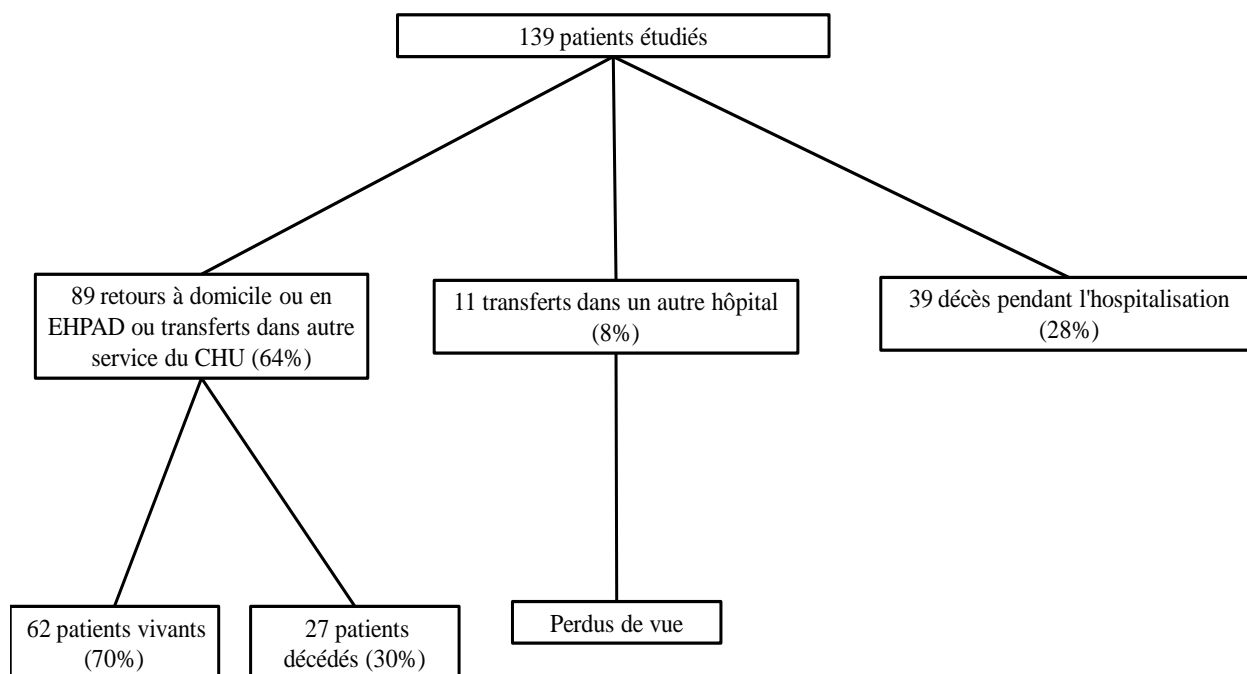 139 patients étudiés
89 retours à domicile ou en
EHPAD ou transferts dans autre
service du CHU (64%)
11 transferts dans un autre hôpital
(8%)
39 décès pendant l'hospitalisation
(28%)
62 patients vivants
(70%)
27 patients
décédés (30%)
Perdus de vue